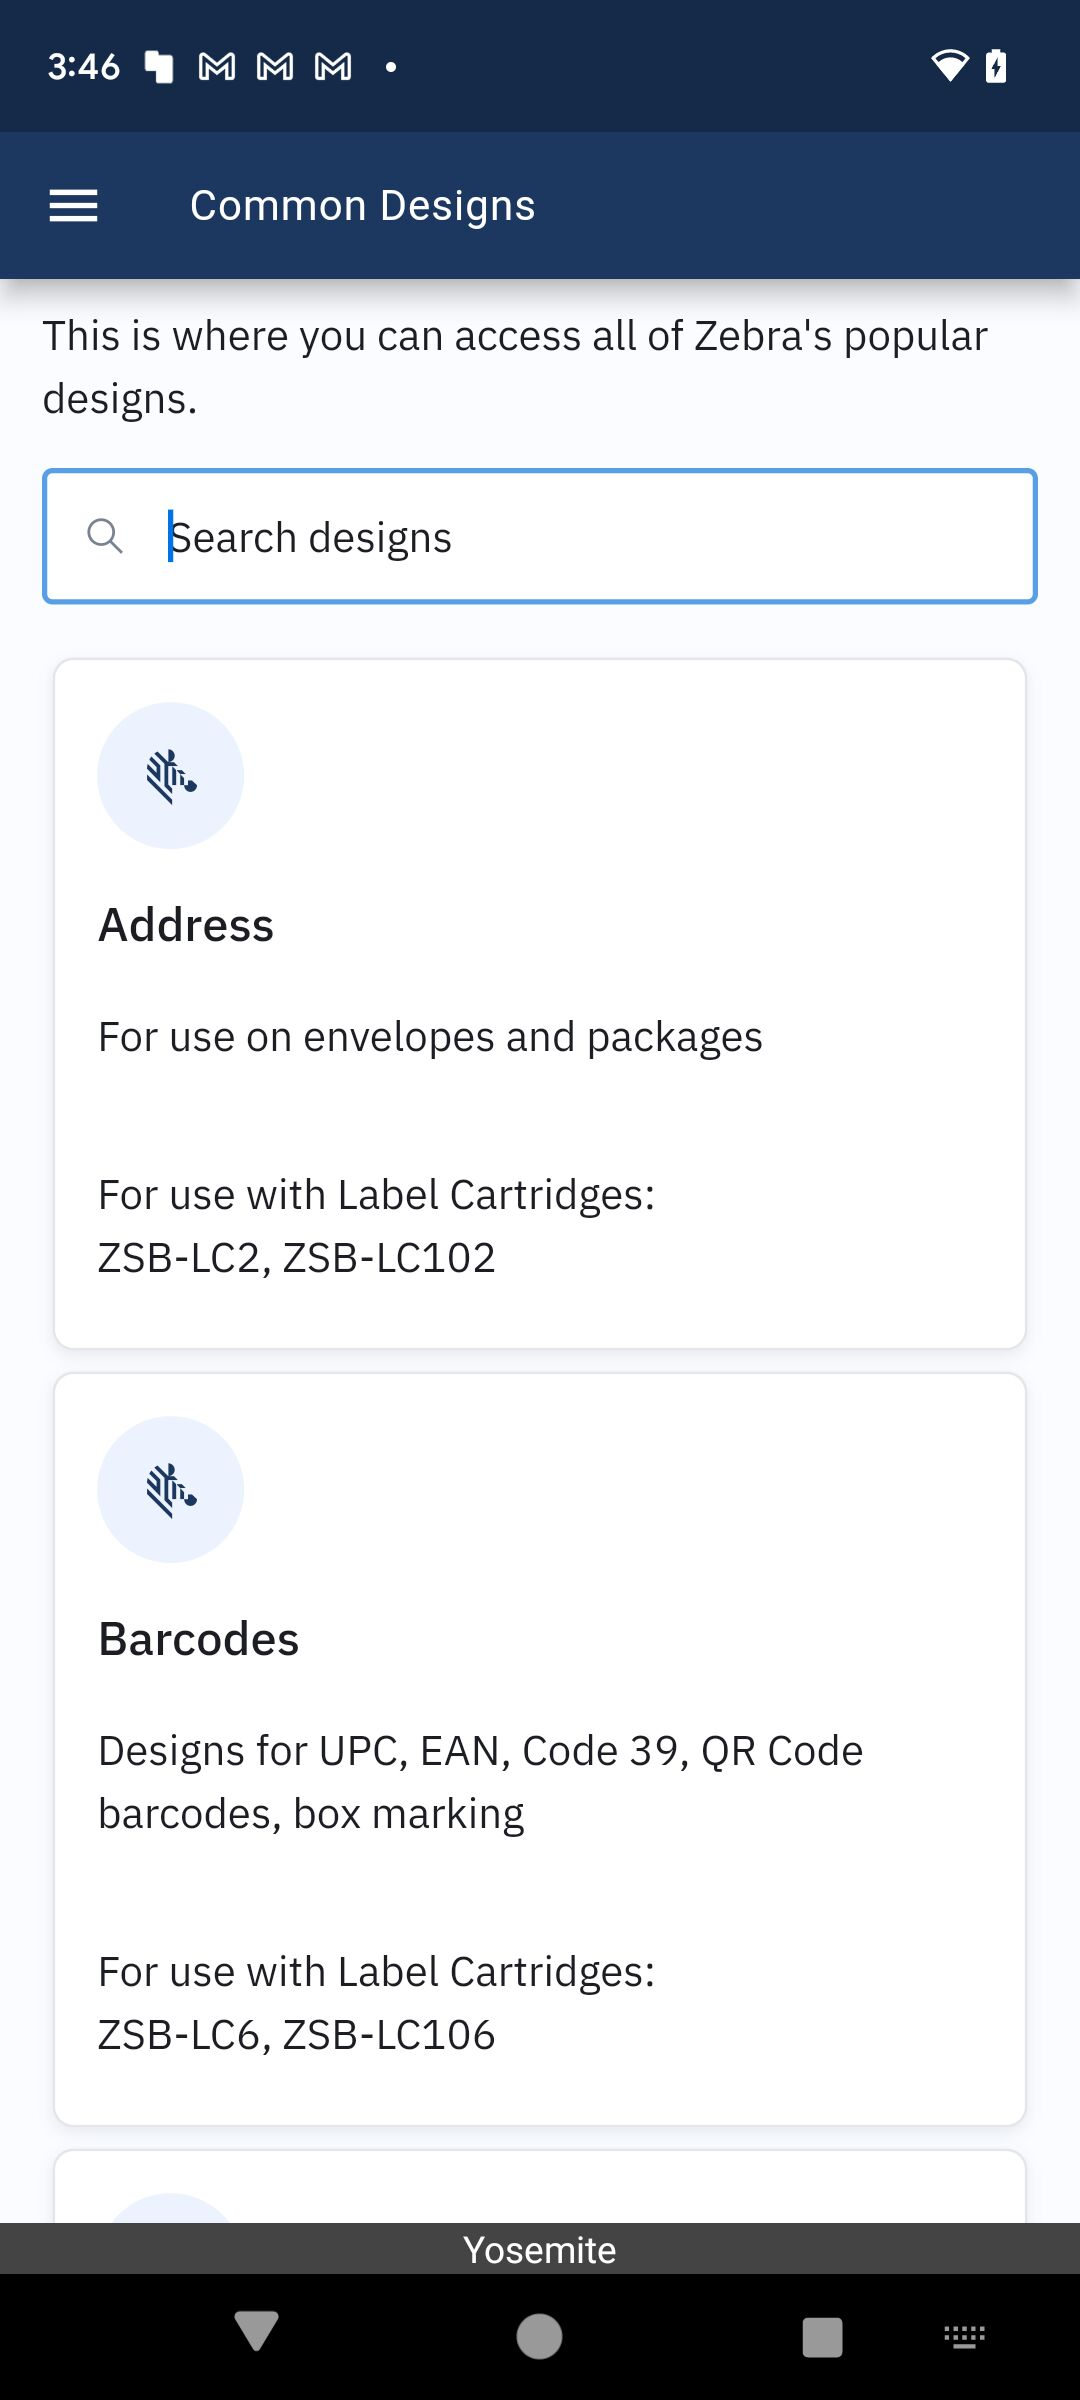 3:46
Common Designs
This is where you can access all of Zebra's popular
designs.
Search designs
Address
For use on envelopes and packages
For use with Label Cartridges:
ZSB-LC2, ZSB-LC102
Barcodes
Designs for UPC, EAN, Code 39, QR Code
barcodes, box marking
For use with Label Cartridges:
ZSB-LC6, ZSB-LC106
Yosemite